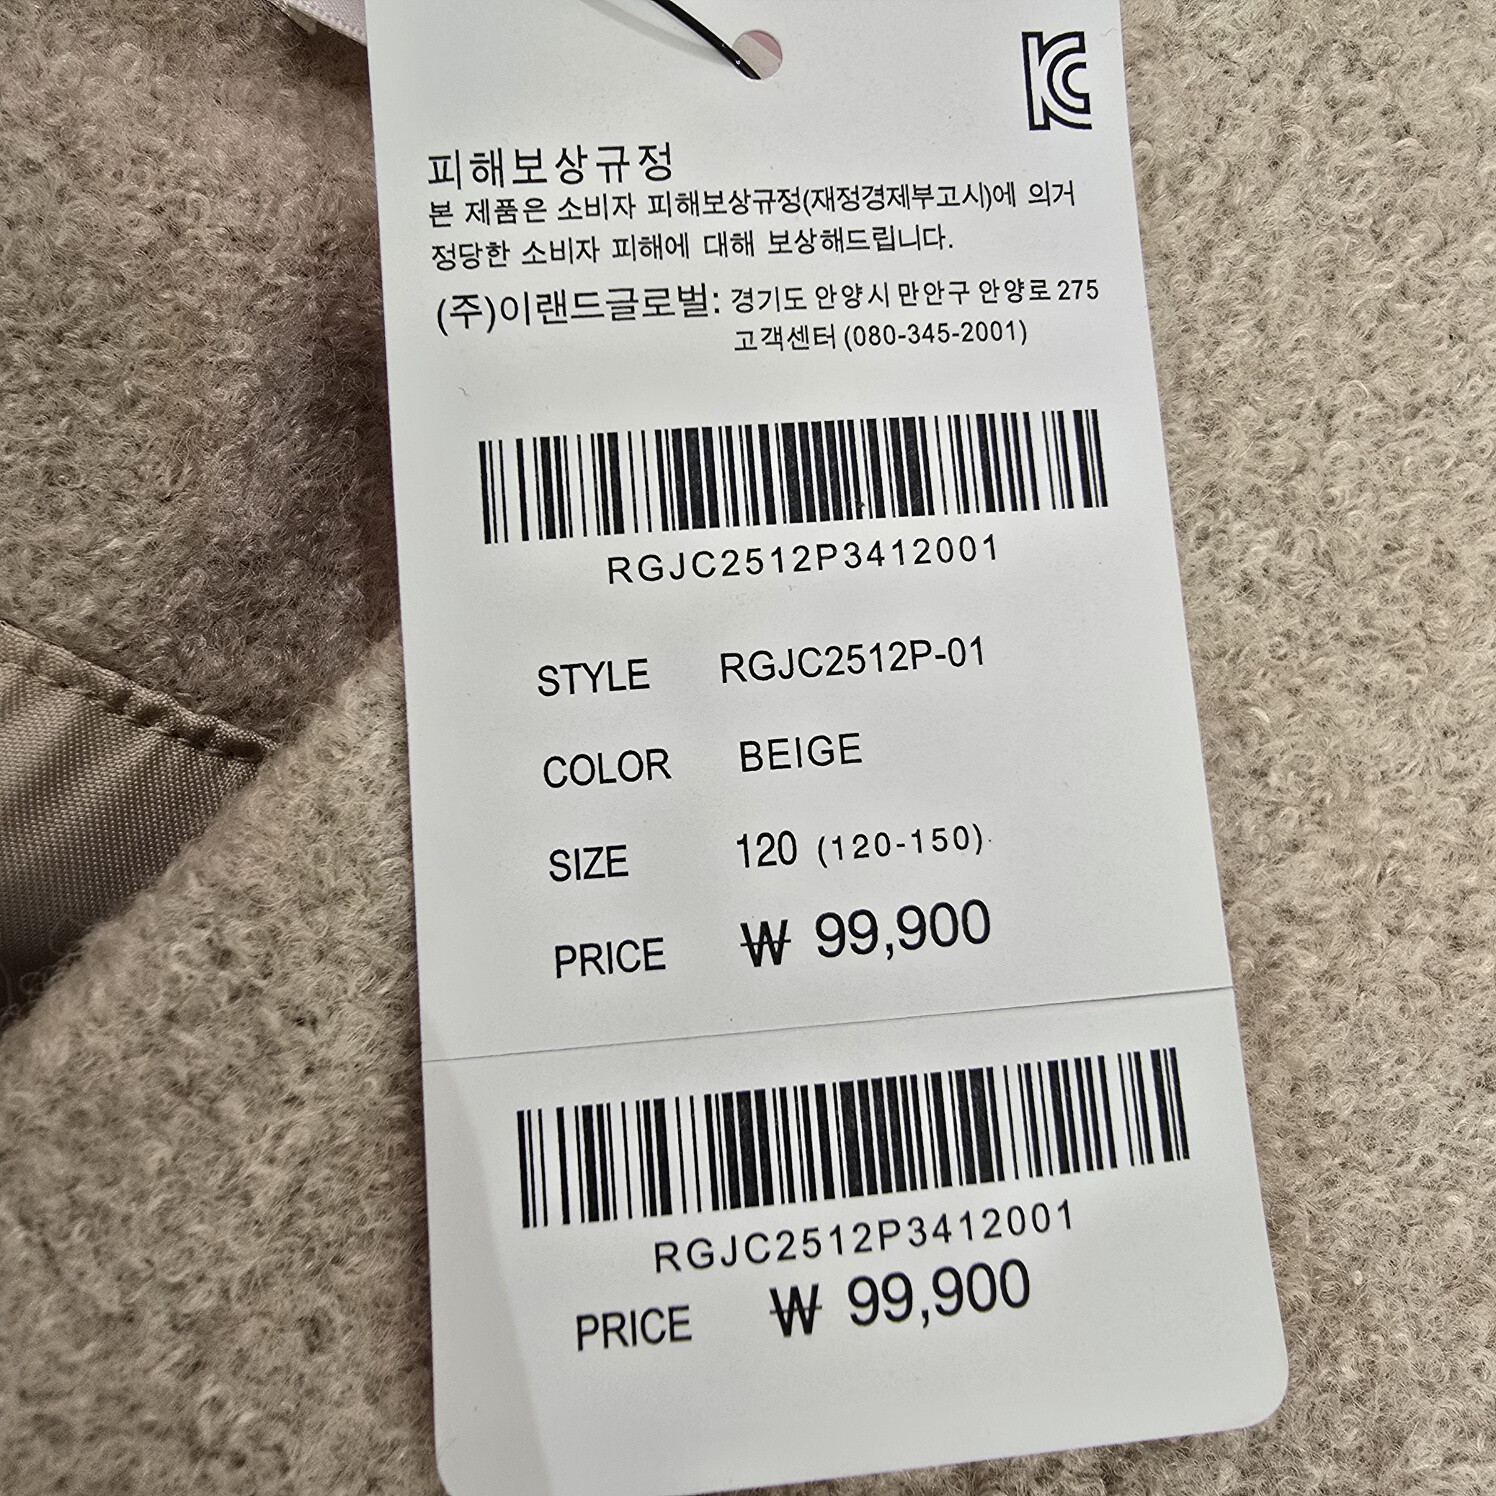 KC
피해보상규정
본 제품은 소비자 피해보상규정(재정경제부고시)에 의거
정당한 소비자 피해에 대해 보상해드립니다.
(주)이랜드글로벌: 경기도 안양시 만안구 안양로 275
고객센터 (080-345-2001)
RGJC2512P3412001
STYLE RGJC2512P-01
COLOR BEIGE
SIZE 120 (120-150)
PRICE ₩ 99,900
RGJC2512P3412001
PRICE ₩ 99,900